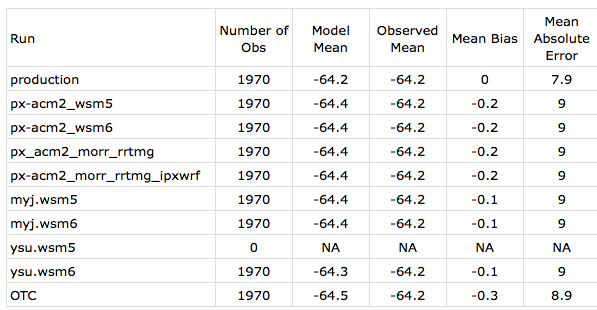 Run Number of Obs Model Mean Observed Mean Mean Bias Mean Absolute Error
production 1970 -64.2 -64.2 0 7.9
px-acm2_wsm5 1970 -64.4 -64.2 -0.2 9
px-acm2_wsm6 1970 -64.4 -64.2 -0.2 9
px_acm2_morr_rrtmg 1970 -64.4 -64.2 -0.2 9
px-acm2_morr_rrtmg_ipxwrf 1970 -64.4 -64.2 -0.2 9
myj.wsm5 1970 -64.4 -64.2 -0.1 9
myj.wsm6 1970 -64.4 -64.2 -0.1 9
ysu.wsm5 0 NA NA NA NA
ysu.wsm6 1970 -64.3 -64.2 -0.1 9
OTC 1970 -64.5 -64.2 -0.3 8.9